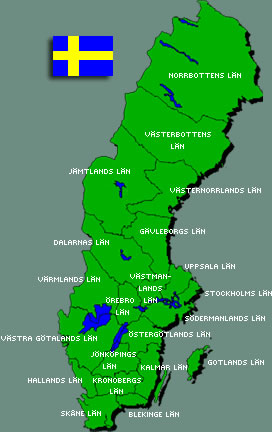 NORRBOTTENS LÄN
VÄSTERBOTTENS
LÄN
JÄMTLANDS LÄN
VÄSTERNORRLANDS LÄN
GÄVLEBORGS LÄN
DALARNAS LÄN
UPPSALA LÄN
VÄRMLANDS LÄN
VÄSTMAN-
LANDS
LÄN
STOCKHOLMS LÄN
ÖREBRO
LÄN
SÖDERMANLANDS LÄN
VÄSTRA GÖTALANDS LÄN
ÖSTERGÖTLANDS LÄN
JÖNKÖPINGS
LÄN
KALMAR LÄN
GOTLANDS LÄN
HALLANDS LÄN
KRONOBERGS
LÄN
SKÅNE LÄN
BLEKINGE LÄN